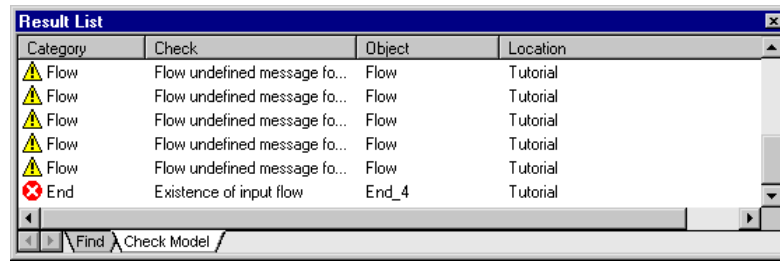 Result List
Category Check Object Location
Flow Flow undefined message fo... Flow Tutorial
Flow Flow undefined message fo... Flow Tutorial
Flow Flow undefined message fo... Flow Tutorial
Flow Flow undefined message fo... Flow Tutorial
Flow Flow undefined message fo... Flow Tutorial
End Existence of input flow End_4 Tutorial
Find Check Model